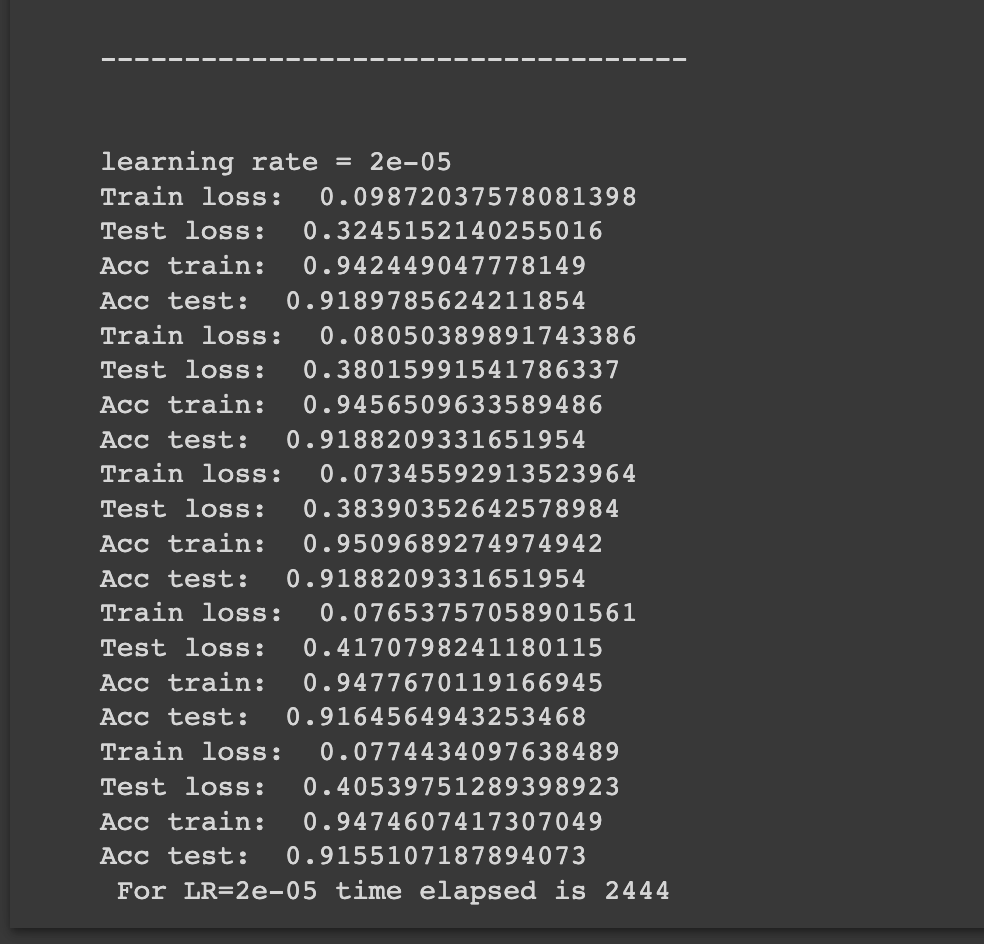 -----------------------------------
learning rate = 2e-05
Train loss:  0.09872037578081398
Test loss:  0.3245152140255016
Acc train:  0.942449047778149
Acc test:  0.9189785624211854
Train loss:  0.08050389891743386
Test loss:  0.38015991541786337
Acc train:  0.9456509633589486
Acc test:  0.9188209331651954
Train loss:  0.07345592913523964
Test loss:  0.38390352642578984
Acc train:  0.9509689274974942
Acc test:  0.9188209331651954
Train loss:  0.07653757058901561
Test loss:  0.4170798241180115
Acc train:  0.9477670119166945
Acc test:  0.9164564943253468
Train loss:  0.0774434097638489
Test loss:  0.40539751289398923
Acc train:  0.9474607417307049
Acc test:  0.9155107187894073
For LR=2e-05 time elapsed is 2444